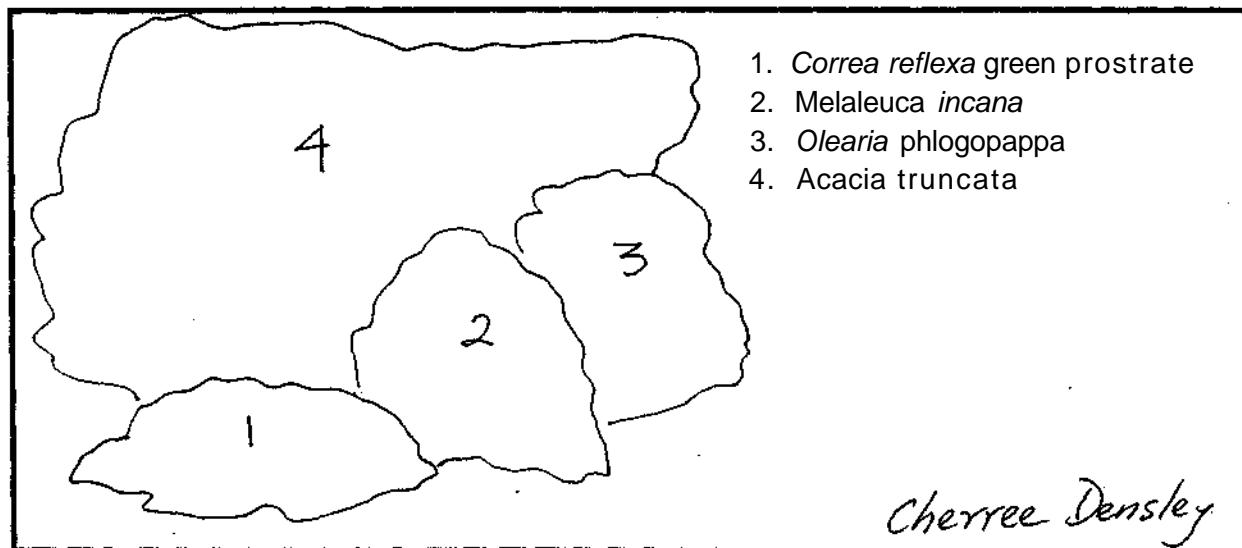 1. Correa reflexa green prostrate
2. Melaleuca incana
3. Olearia phlogopappa
4. Acacia truncata
4
3
2
1
Cherree Densley